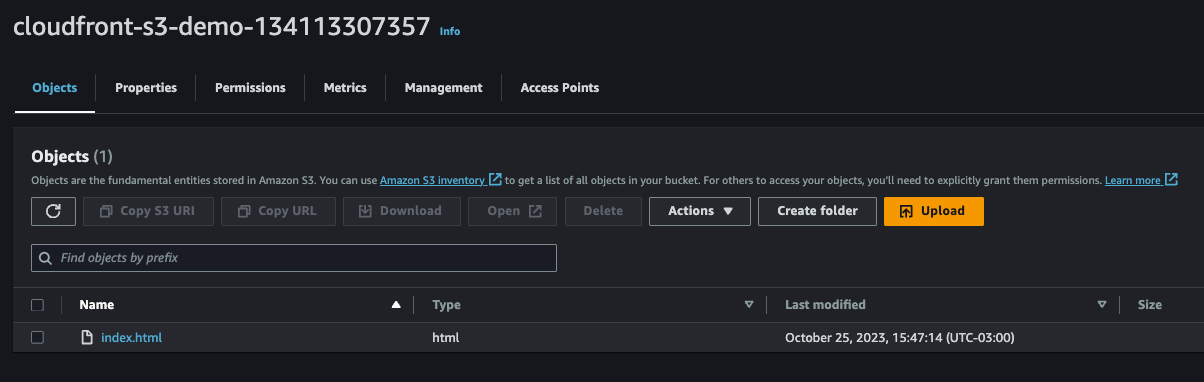 cloudfront-s3-demo-134113307357 Info
Objects Properties Permissions Metrics Management Access Points
Objects (1)
Objects are the fundamental entities stored in Amazon S3. You can use Amazon S3 inventory to get a list of all objects in your bucket. For others to access your objects, you'll need to explicitly grant them permissions. Learn more
Copy S3 URI Copy URL Download Open Delete Actions Create folder Upload
Find objects by prefix
Name Type Last modified Size
index.html html October 25, 2023, 15:47:14 (UTC-03:00)